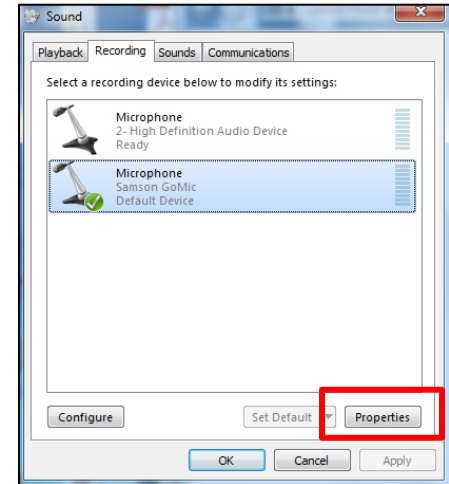 Sound
Playback Recording Sounds Communications
Select a recording device below to modify its settings:
Microphone
2- High Definition Audio Device
Ready
Microphone
Samson GoMic
Default Device
Configure Set Default Properties
OK Cancel Apply